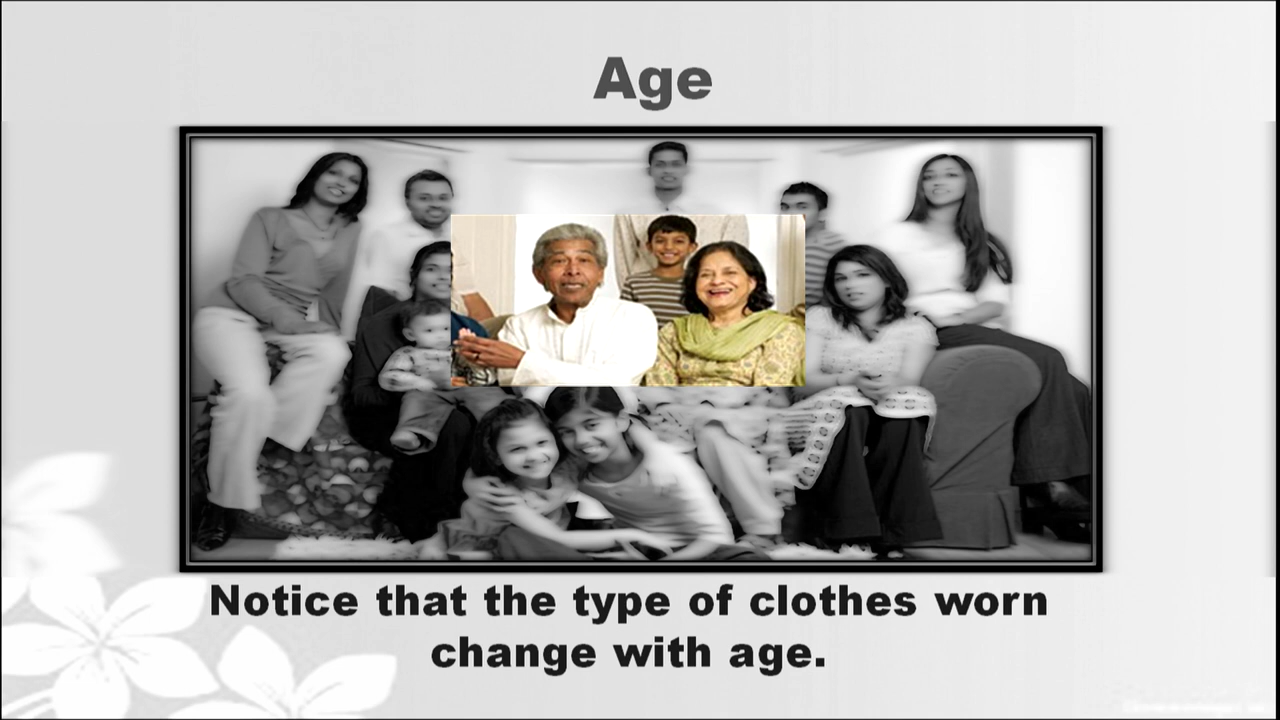 Age
Notice that the type of clothes worn
change with age.